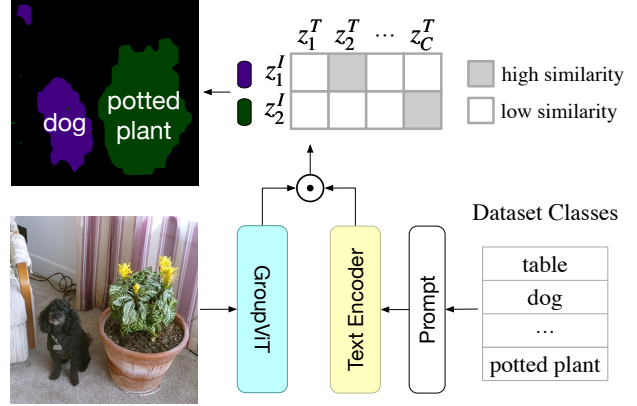 z_1^T z_2^T ⋯ z_C^T
z_1^I
z_2^I
high similarity
low similarity
dog
potted
plant
Dataset Classes
GroupViT
Text Encoder
Prompt
table
dog
⋯
potted plant